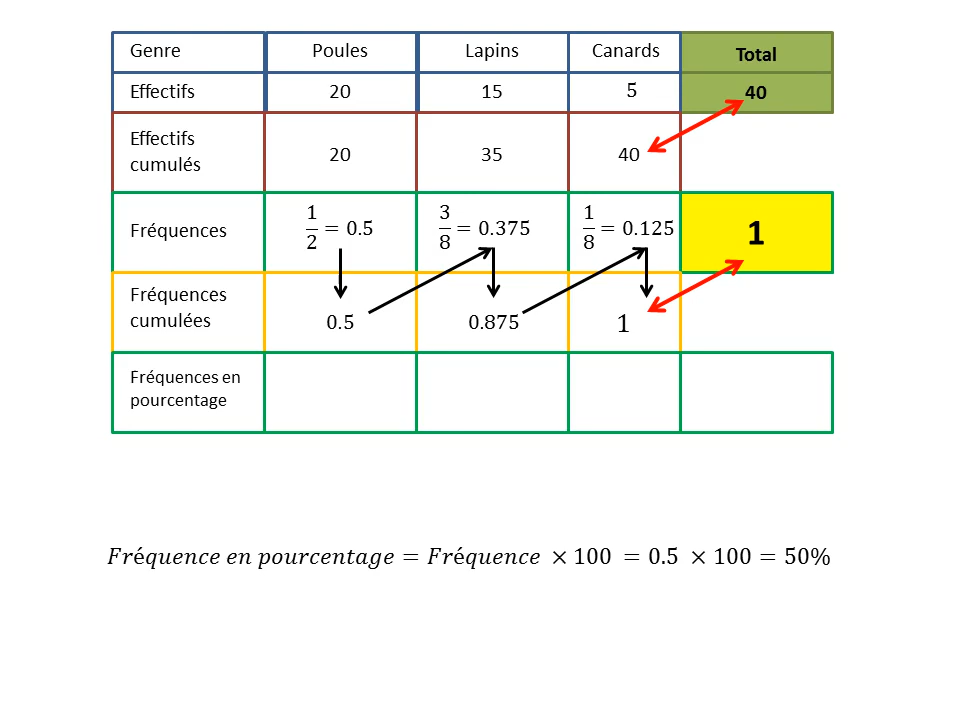 Genre Poules Lapins Canards Total
Effectifs 20 15 5 40
Effectifs
cumulés 20 35 40
Fréquences 1/2 = 0.5 3/8 = 0.375 1/8 = 0.125 1
Fréquences
cumulées 0.5 0.875 1
Fréquences en
pourcentage
Fréquence en pourcentage = Fréquence × 100 = 0.5 × 100 = 50%